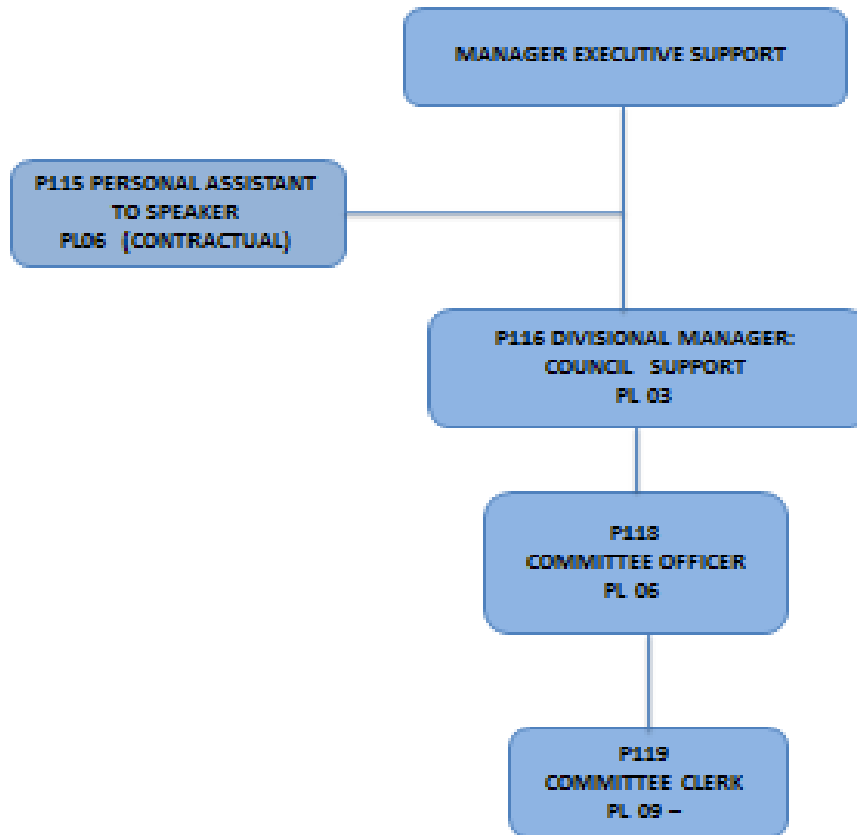 MANAGER EXECUTIVE SUPPORT
P115 PERSONAL ASSISTANT
TO SPEAKER
PL06 (CONTRACTUAL)
P116 DIVISIONAL MANAGER:
COUNCIL SUPPORT
PL 03
P118
COMMITTEE OFFICER
PL 06
P119
COMMITTEE CLERK
PL 09 –